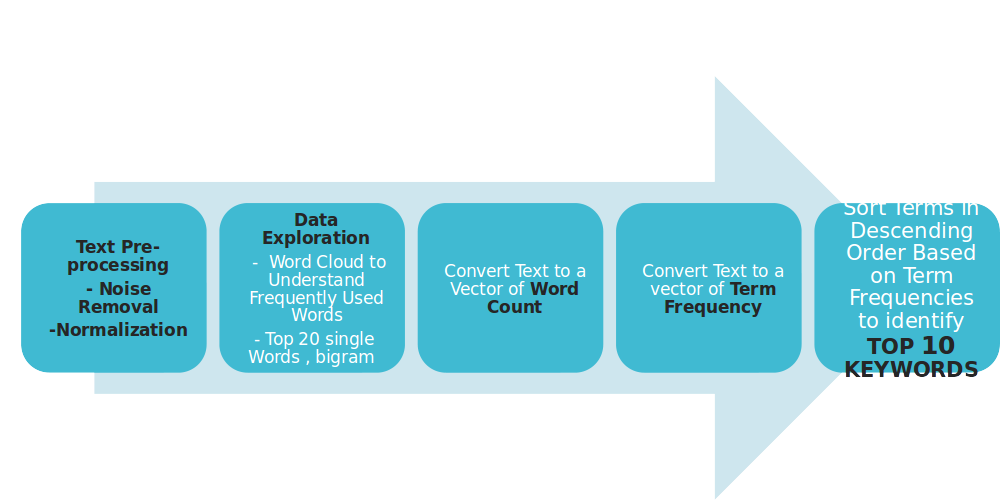 Text Pre-
processing
- Noise
Removal
-Normalization
Data
Exploration
- Word Cloud to
Understand
Frequently Used
Words
- Top 20 single
Words , bigram
Convert Text to a
Vector of Word
Count
Convert Text to a
vector of Term
Frequency
Sort Terms in
Descending
Order Based
on Term
Frequencies
to identify
TOP 10
KEYWORDS